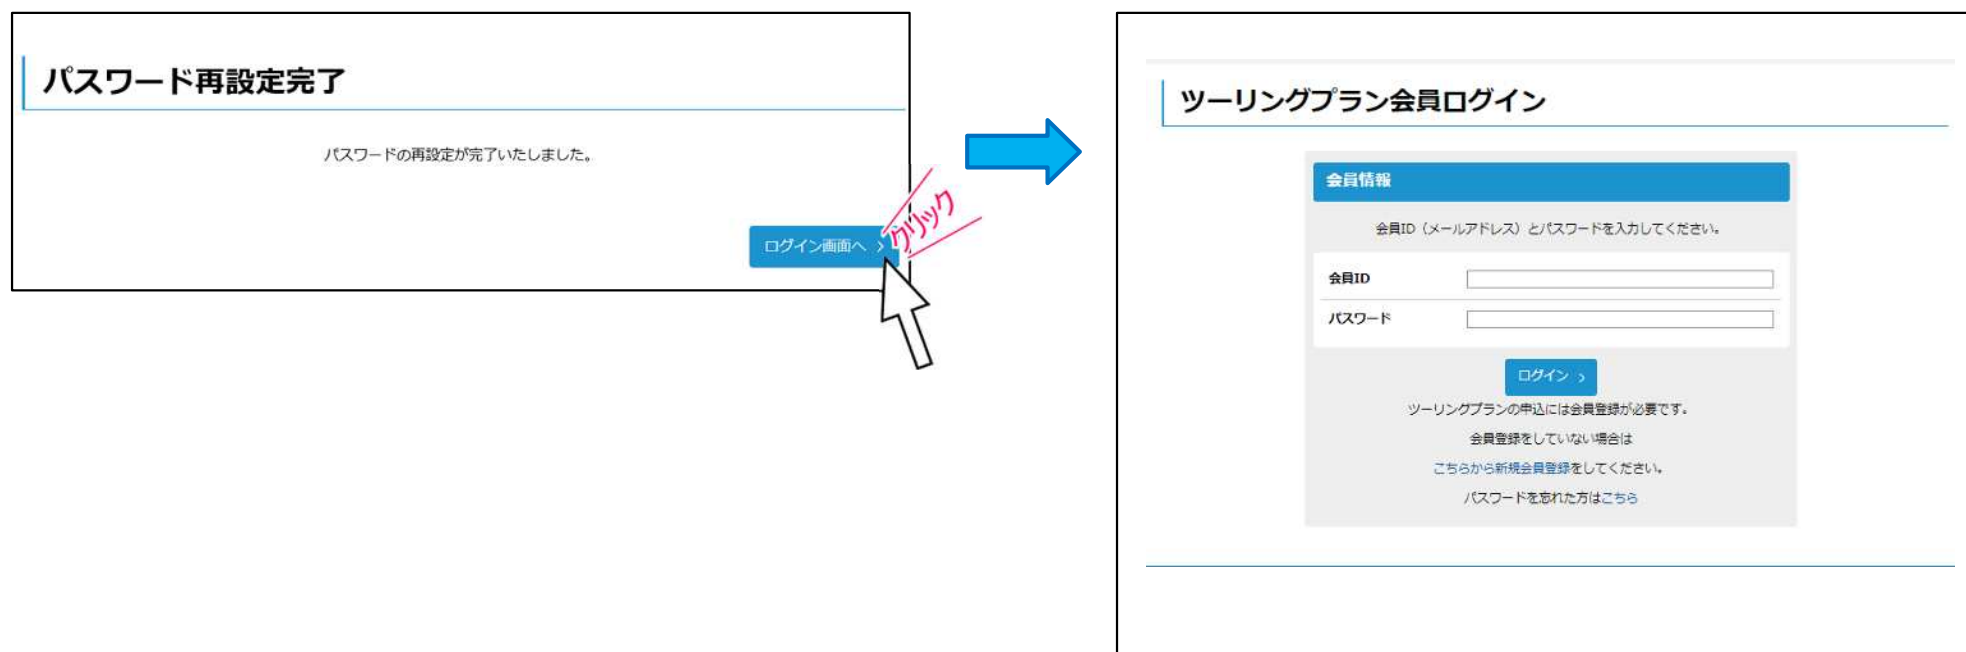 パスワード再設定完了
パスワードの再設定が完了いたしました。
ログイン画面へ >
クリック
ツーリングプラン会員ログイン
会員情報
会員ID（メールアドレス）とパスワードを入力してください。
会員ID
パスワード
ログイン >
ツーリングプランの申込には会員登録が必要です。
会員登録をしていない場合は
こちらから新規会員登録をしてください。
パスワードを忘れた方はこちら